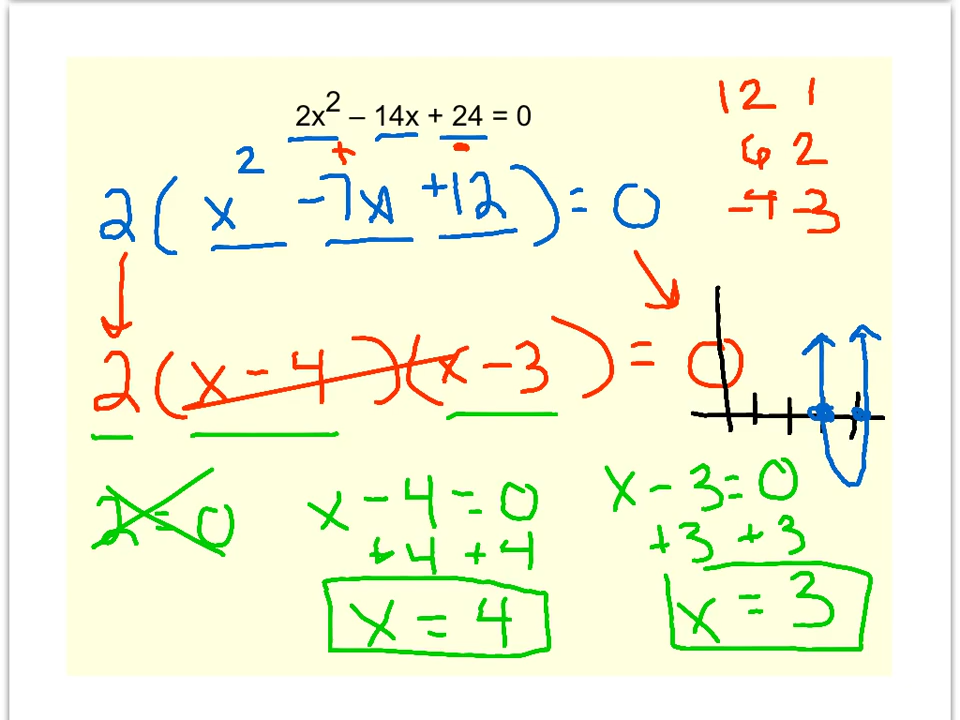 2x² – 14x + 24 = 0
12 1
6 2
-4 -3
+ -
2(x² -7x +12) = 0
2(x - 4)(x - 3) = 0
2 = 0
x - 4 = 0
+4 +4
x = 4
x - 3 = 0
+3 +3
x = 3